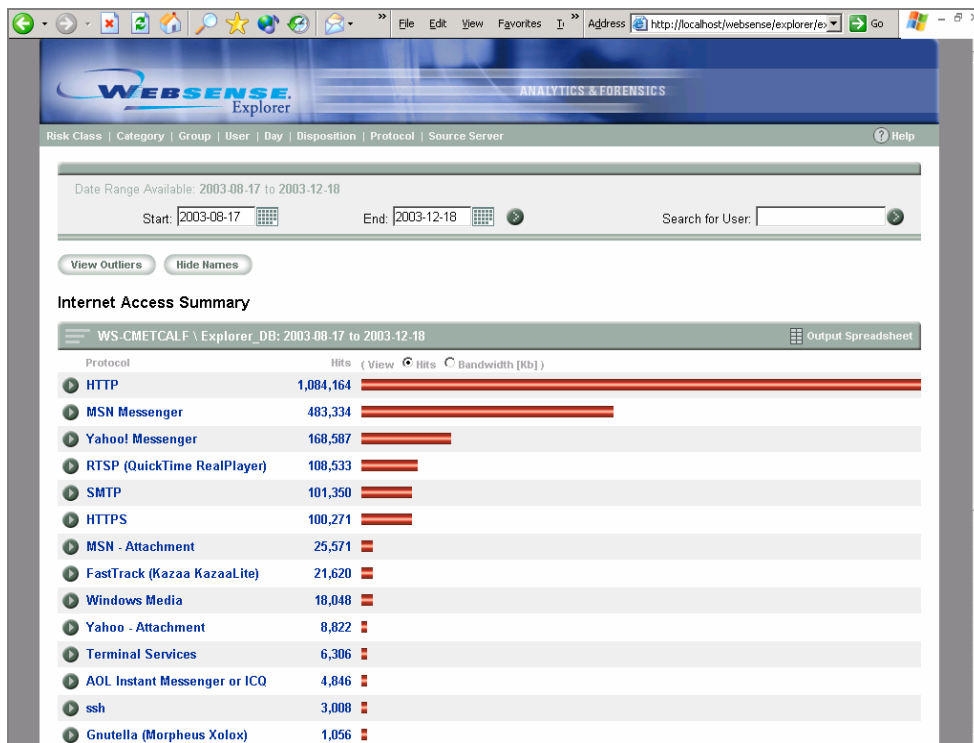 File Edit View Favorites Address http://localhost/websense/explorer/ex Go
WEBSENSE.
Explorer
ANALYTICS & FORENSICS
Risk Class | Category | Group | User | Day | Disposition | Protocol | Source Server
? Help
Date Range Available: 2003-08-17 to 2003-12-18
Start: 2003-08-17 End: 2003-12-18 Search for User:
View Outliers Hide Names
Internet Access Summary
WS-CMETCALF \ Explorer_DB: 2003-08-17 to 2003-12-18 Output Spreadsheet
Protocol Hits ( View Hits Bandwidth [Kb] )
HTTP 1,084,164
MSN Messenger 483,334
Yahoo! Messenger 168,587
RTSP (QuickTime RealPlayer) 108,533
SMTP 101,350
HTTPS 100,271
MSN - Attachment 25,571
FastTrack (Kazaa KazaaLite) 21,620
Windows Media 18,048
Yahoo - Attachment 8,822
Terminal Services 6,306
AOL Instant Messenger or ICQ 4,846
ssh 3,008
Gnutella (Morpheus Xolox) 1,056